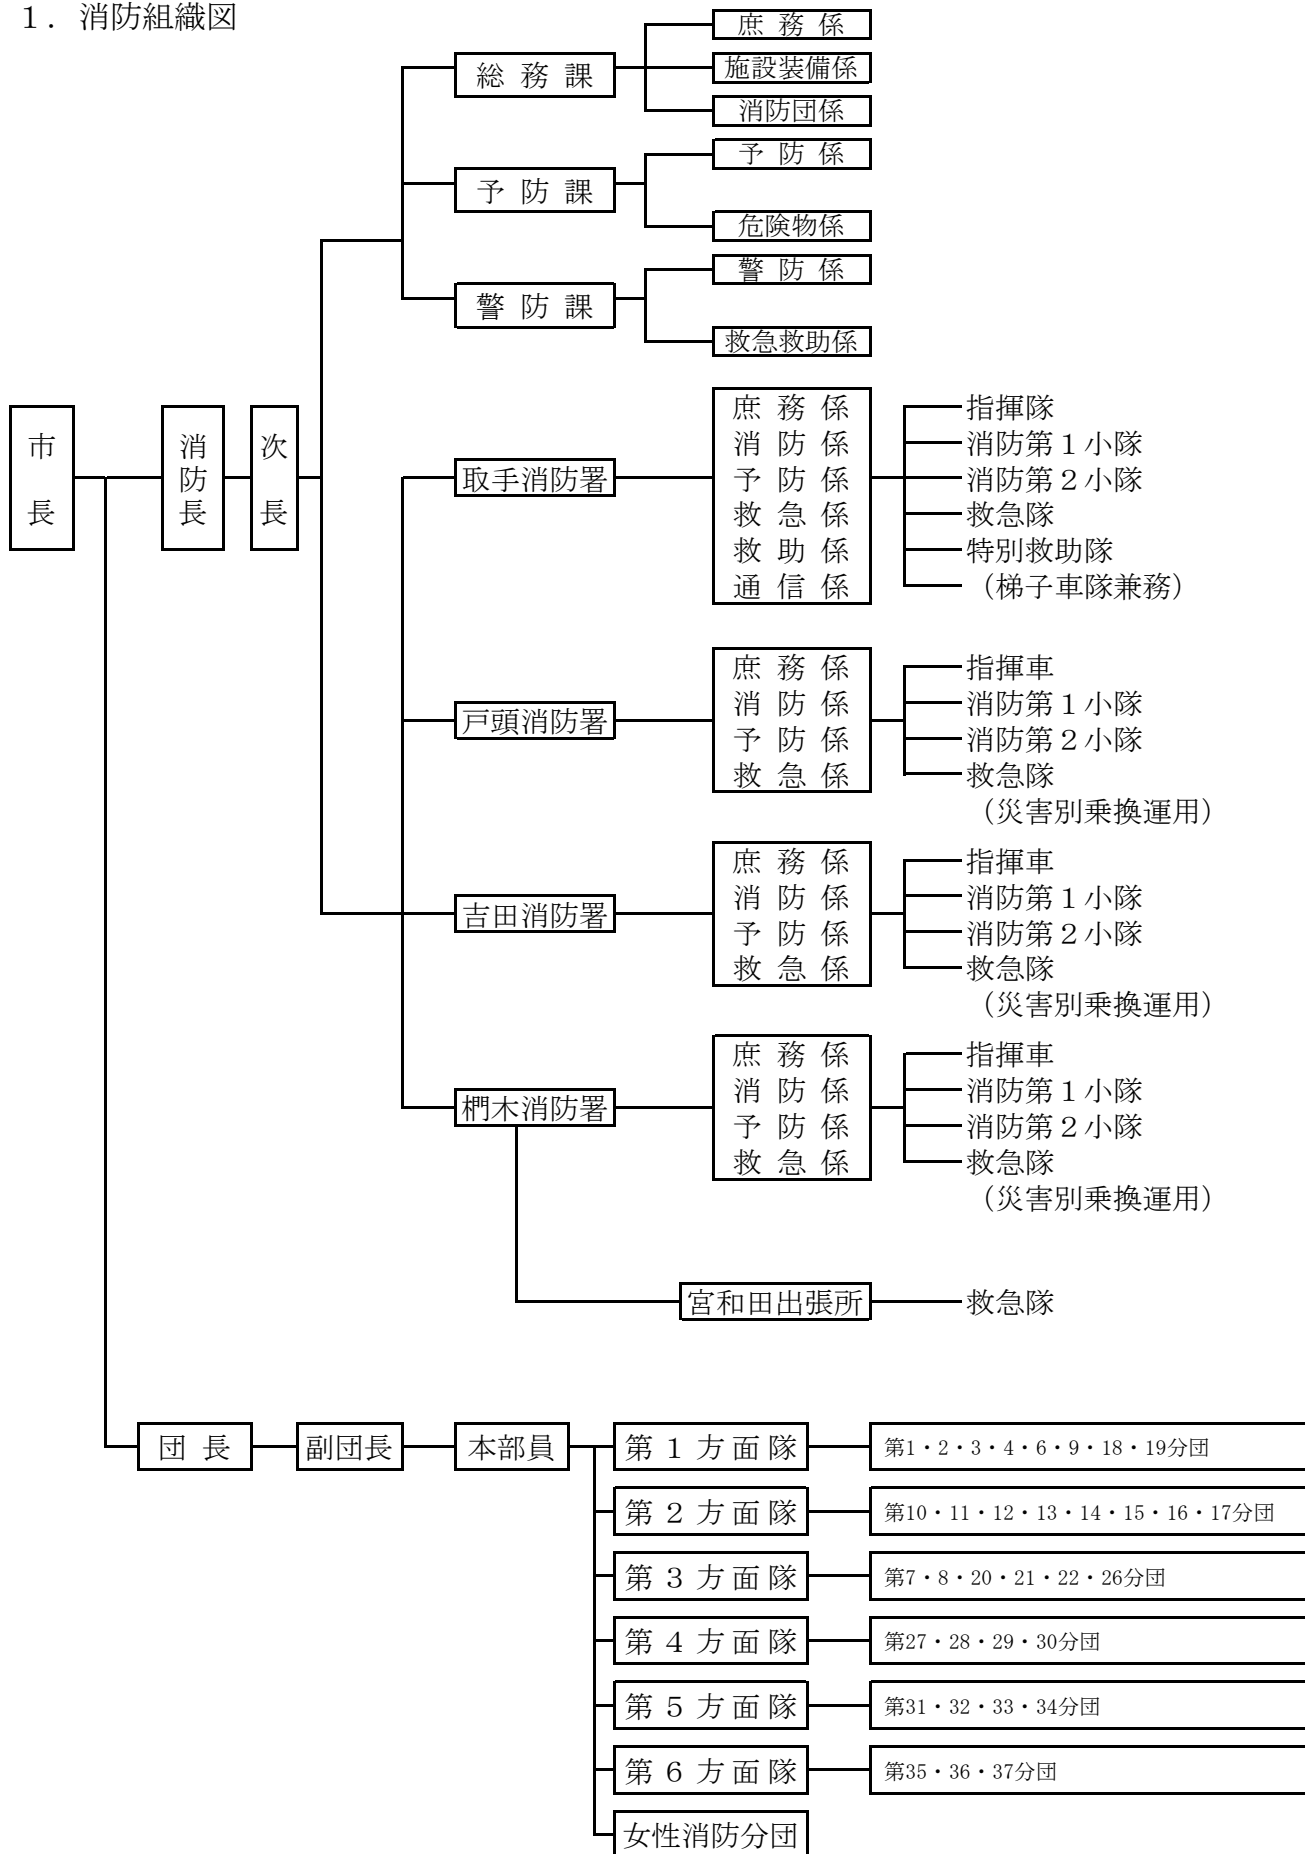 １．消防組織図
庶 務 係
総 務 課
施設装備係
消防団係
予 防 係
予 防 課
危険物係
警 防 係
警 防 課
救急救助係
市長
消防長
次長
取手消防署
庶 務 係
消 防 係
予 防 係
救 急 係
救 助 係
通 信 係
指揮隊
消防第１小隊
消防第２小隊
救急隊
特別救助隊
（梯子車隊兼務）
戸頭消防署
庶 務 係
消 防 係
予 防 係
救 急 係
指揮車
消防第１小隊
消防第２小隊
救急隊
（災害別乗換運用）
吉田消防署
庶 務 係
消 防 係
予 防 係
救 急 係
指揮車
消防第１小隊
消防第２小隊
救急隊
（災害別乗換運用）
椚木消防署
庶 務 係
消 防 係
予 防 係
救 急 係
指揮車
消防第１小隊
消防第２小隊
救急隊
（災害別乗換運用）
宮和田出張所
救急隊
団 長
副団長
本部員
第 １ 方 面 隊
第1・2・3・4・6・9・18・19分団
第 ２ 方 面 隊
第10・11・12・13・14・15・16・17分団
第 ３ 方 面 隊
第7・8・20・21・22・26分団
第 ４ 方 面 隊
第27・28・29・30分団
第 ５ 方 面 隊
第31・32・33・34分団
第 ６ 方 面 隊
第35・36・37分団
女性消防分団